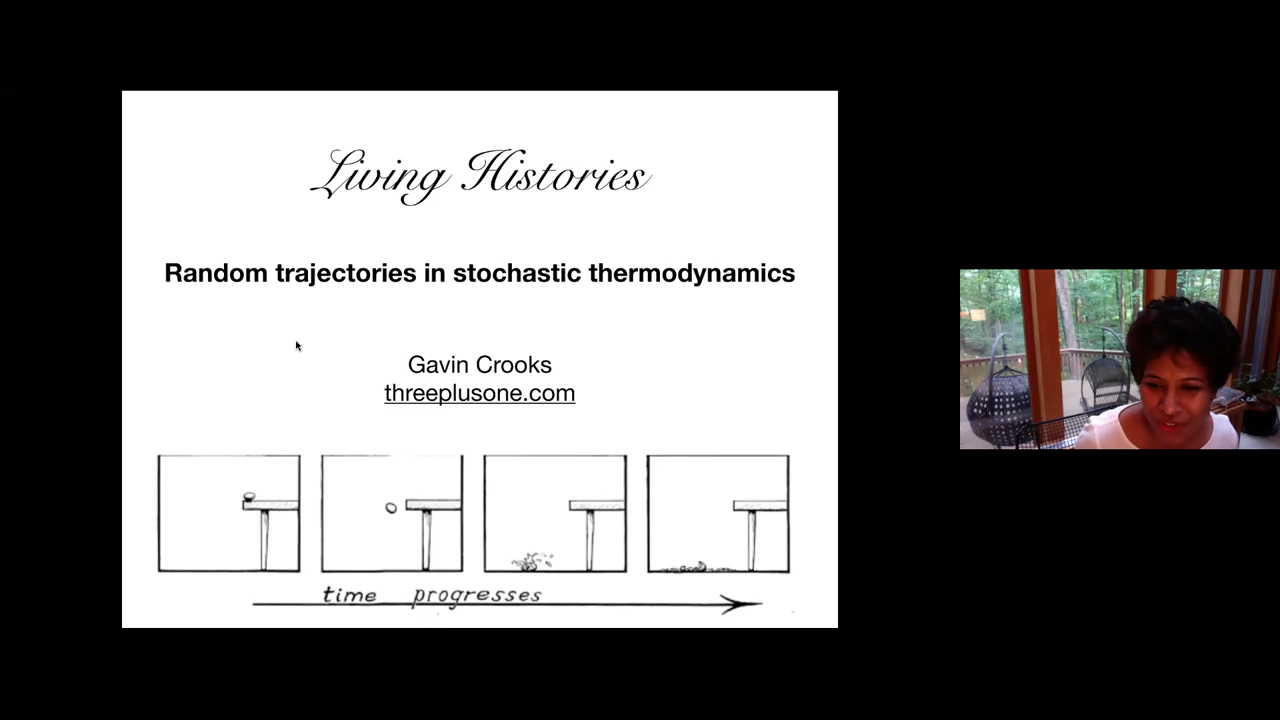 Living Histories
Random trajectories in stochastic thermodynamics
Gavin Crooks
threeplusone.com
time progresses